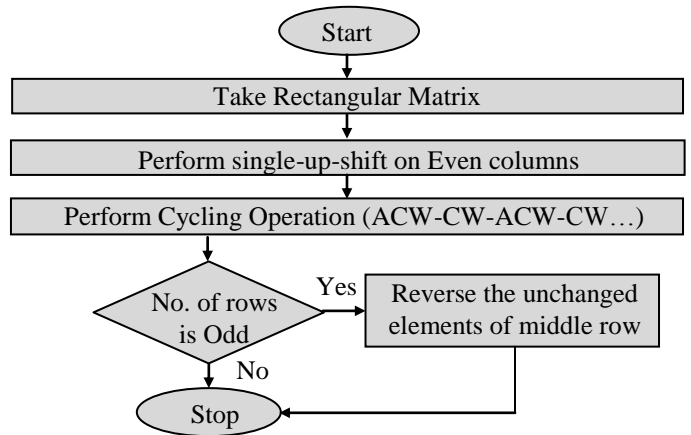 Start
Take Rectangular Matrix
Perform single-up-shift on Even columns
Perform Cycling Operation (ACW-CW-ACW-CW…)
No. of rows
is Odd
Yes
Reverse the unchanged
elements of middle row
No
Stop